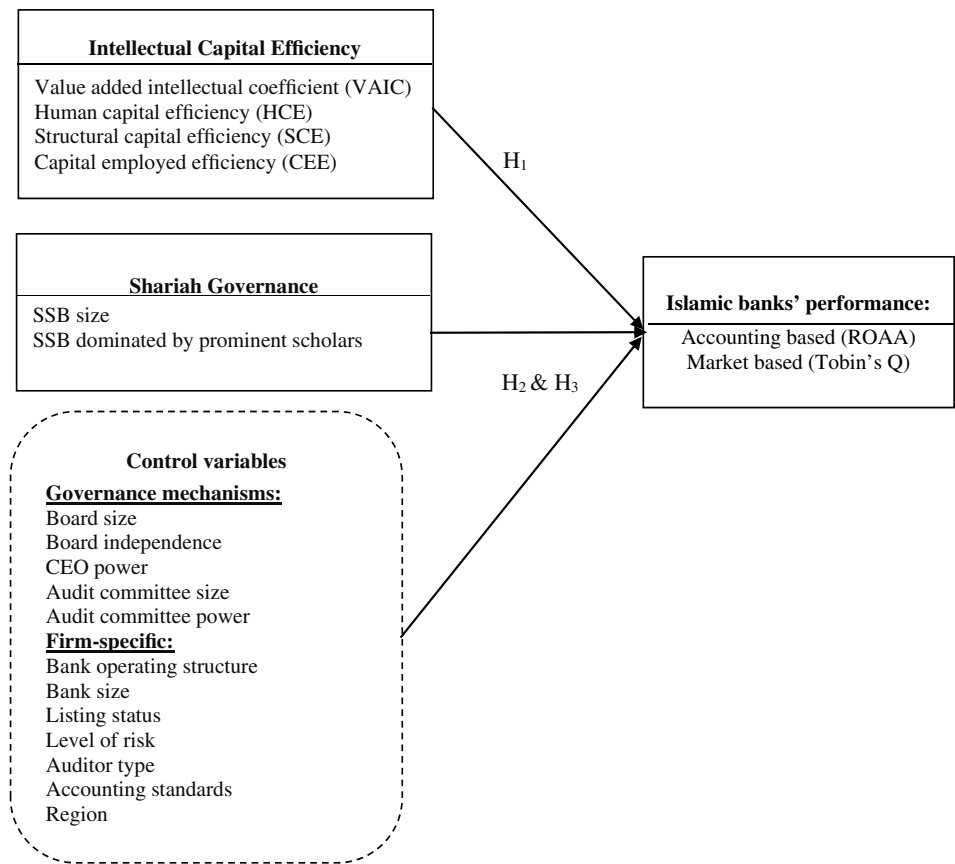 Intellectual Capital Efficiency
Value added intellectual coefficient (VAIC)
Human capital efficiency (HCE)
Structural capital efficiency (SCE)
Capital employed efficiency (CEE)
H₁
Shariah Governance
SSB size
SSB dominated by prominent scholars
Islamic banks’ performance:
Accounting based (ROAA)
Market based (Tobin’s Q)
H₂ & H₃
Control variables
Governance mechanisms:
Board size
Board independence
CEO power
Audit committee size
Audit committee power
Firm-specific:
Bank operating structure
Bank size
Listing status
Level of risk
Auditor type
Accounting standards
Region